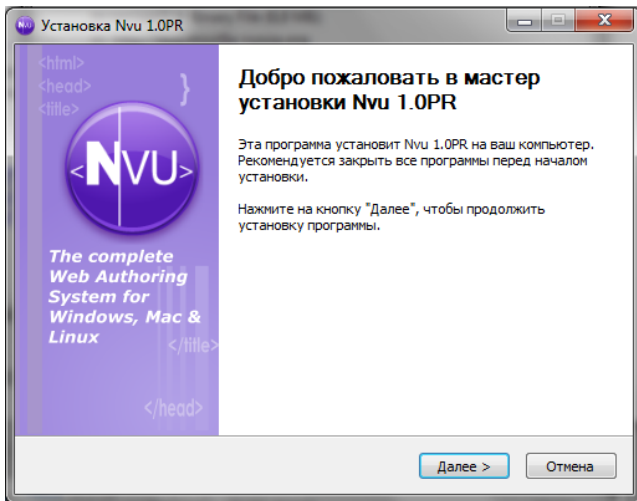 Установка Nvu 1.0PR
<html>
<head>
<title>
}
<NVU>
The complete
Web Authoring
System for
Windows, Mac &
Linux
</title>
</head>
Добро пожаловать в мастер
установки Nvu 1.0PR
Эта программа установит Nvu 1.0PR на ваш компьютер.
Рекомендуется закрыть все программы перед началом
установки.
Нажмите на кнопку "Далее", чтобы продолжить
установку программы.
Далее >
Отмена